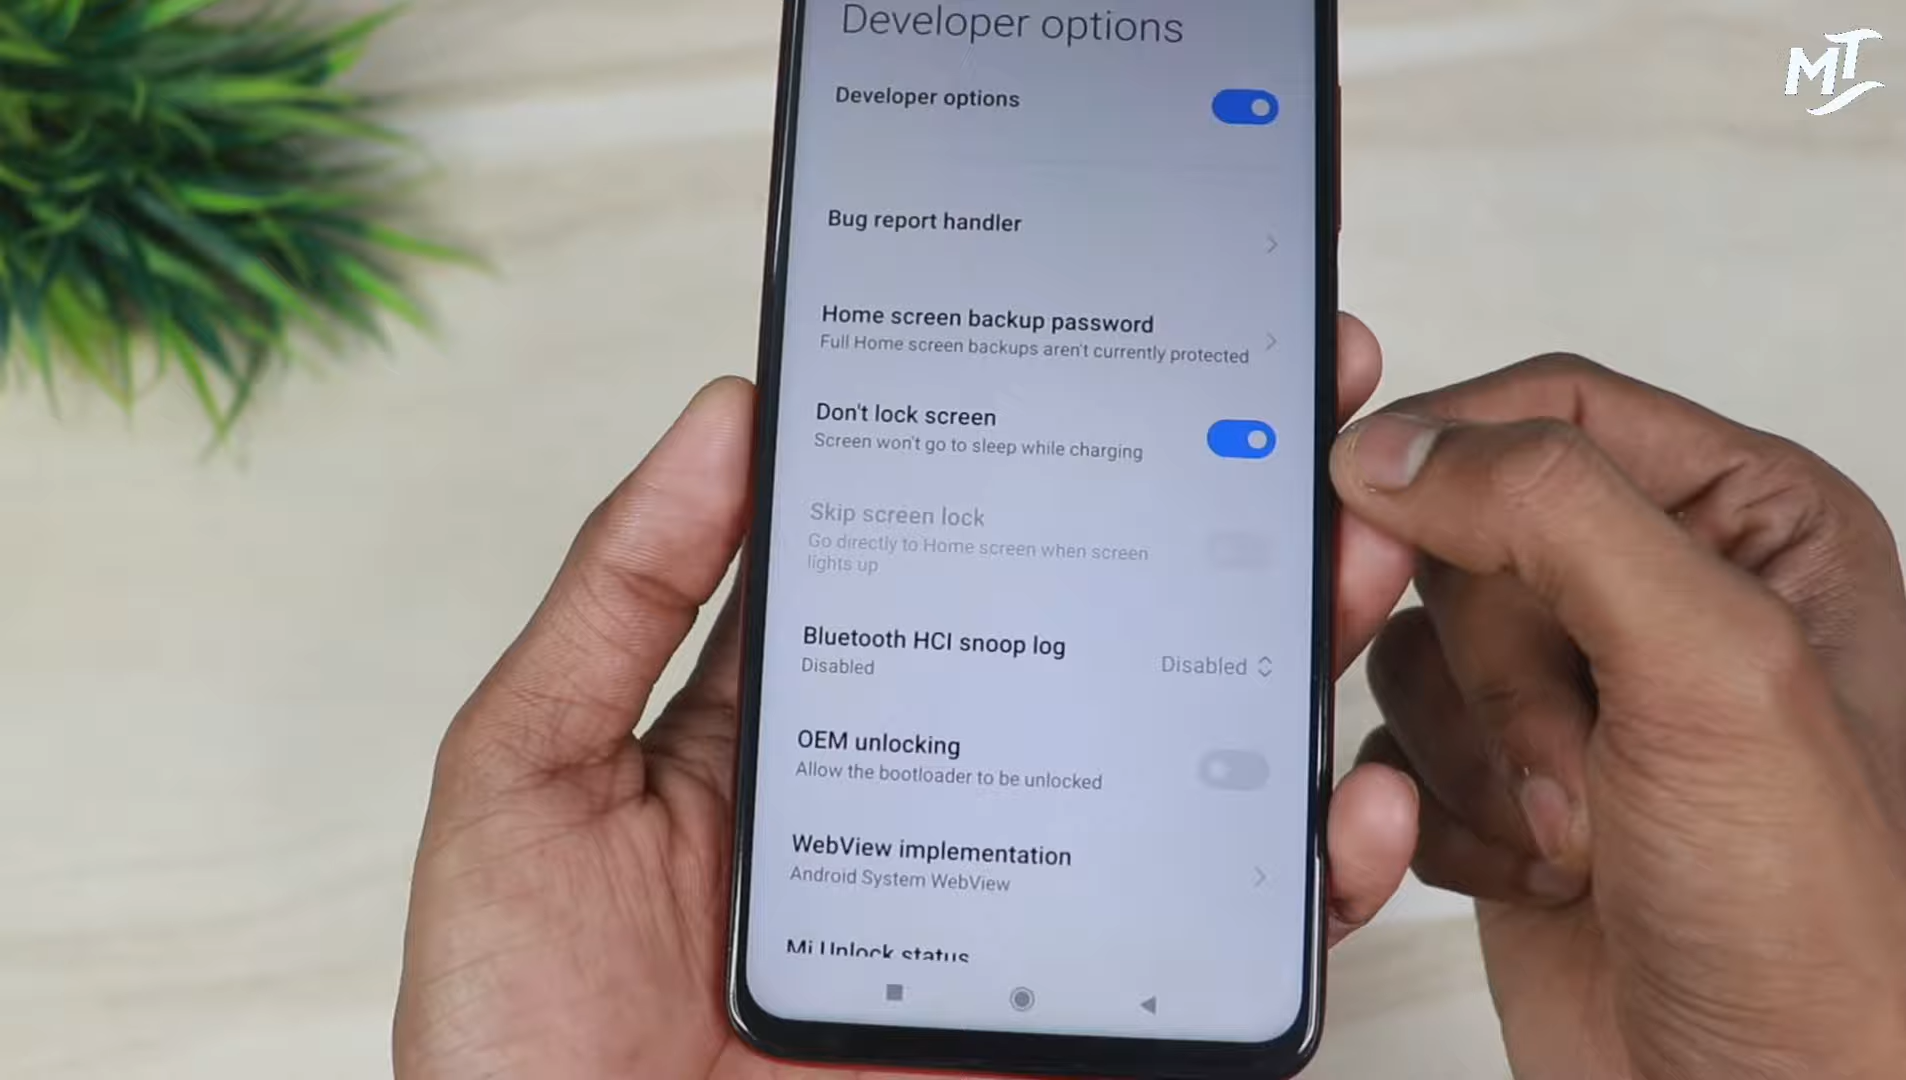 MT
Developer options
Developer options
Bug report handler
Home screen backup password
Full Home screen backups aren't currently protected
Don't lock screen
Screen won't go to sleep while charging
Skip screen lock
Go directly to Home screen when screen
lights up
Bluetooth HCI snoop log
Disabled
Disabled
OEM unlocking
Allow the bootloader to be unlocked
WebView implementation
Android System WebView
Mi Unlock status